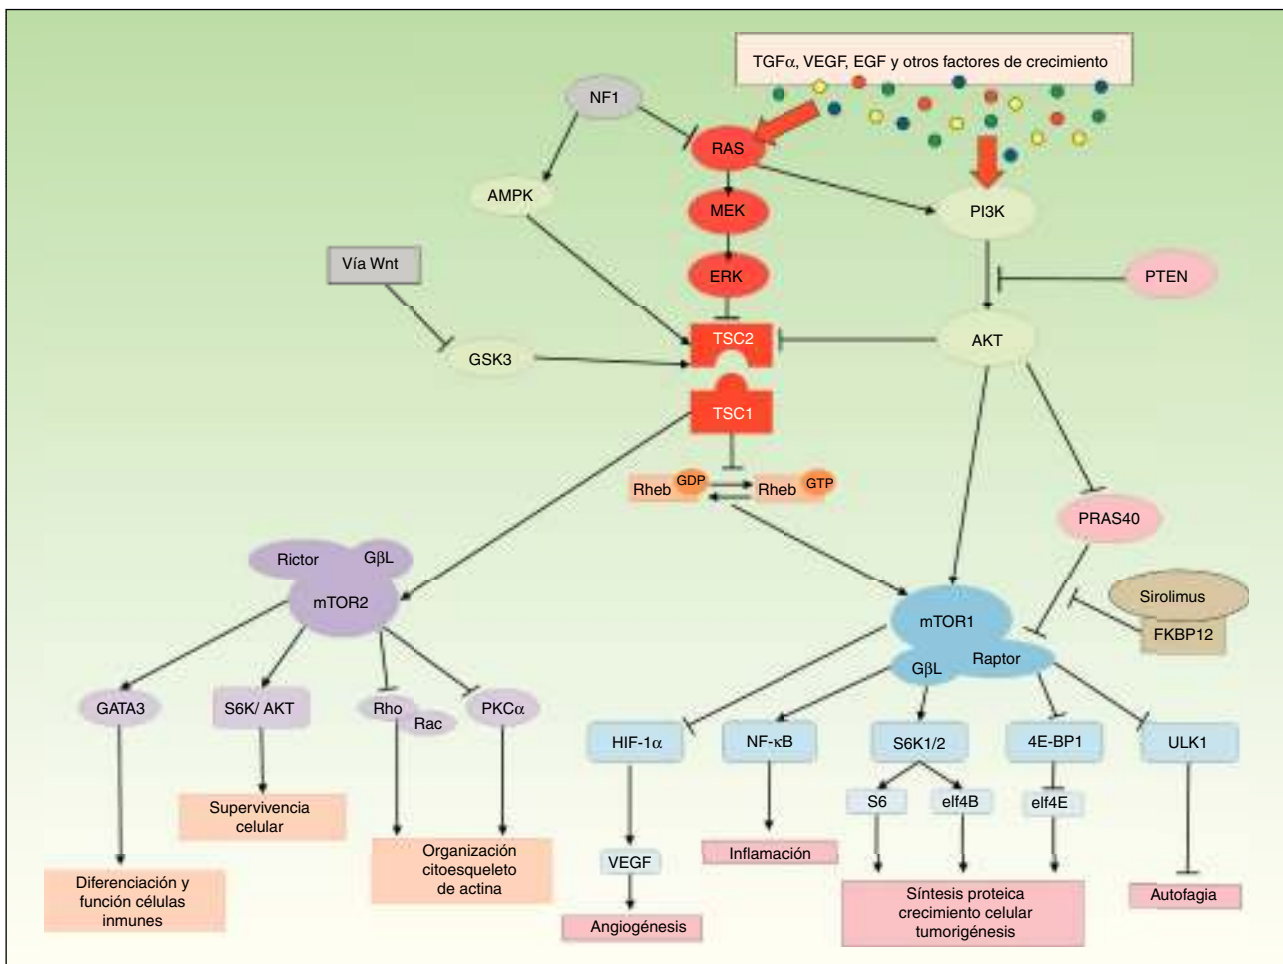 TGFα, VEGF, EGF y otros factores de crecimiento
NF1
RAS
AMPK
MEK
PI3K
Vía Wnt
ERK
PTEN
TSC2
AKT
GSK3
TSC1
Rheb GDP
Rheb GTP
PRAS40
Rictor
GβL
mTOR2
Sirolimus
FKBP12
mTOR1
Raptor
GβL
GATA3
S6K/ AKT
Rho
Rac
PKCα
HIF-1α
NF-κB
S6K1/2
4E-BP1
ULK1
S6
elf4B
elf4E
Supervivencia
celular
Organización
citoesqueleto
de actina
VEGF
Inflamación
Diferenciación y
función células
inmunes
Angiogénesis
Síntesis proteica
crecimiento celular
tumorigénesis
Autofagia